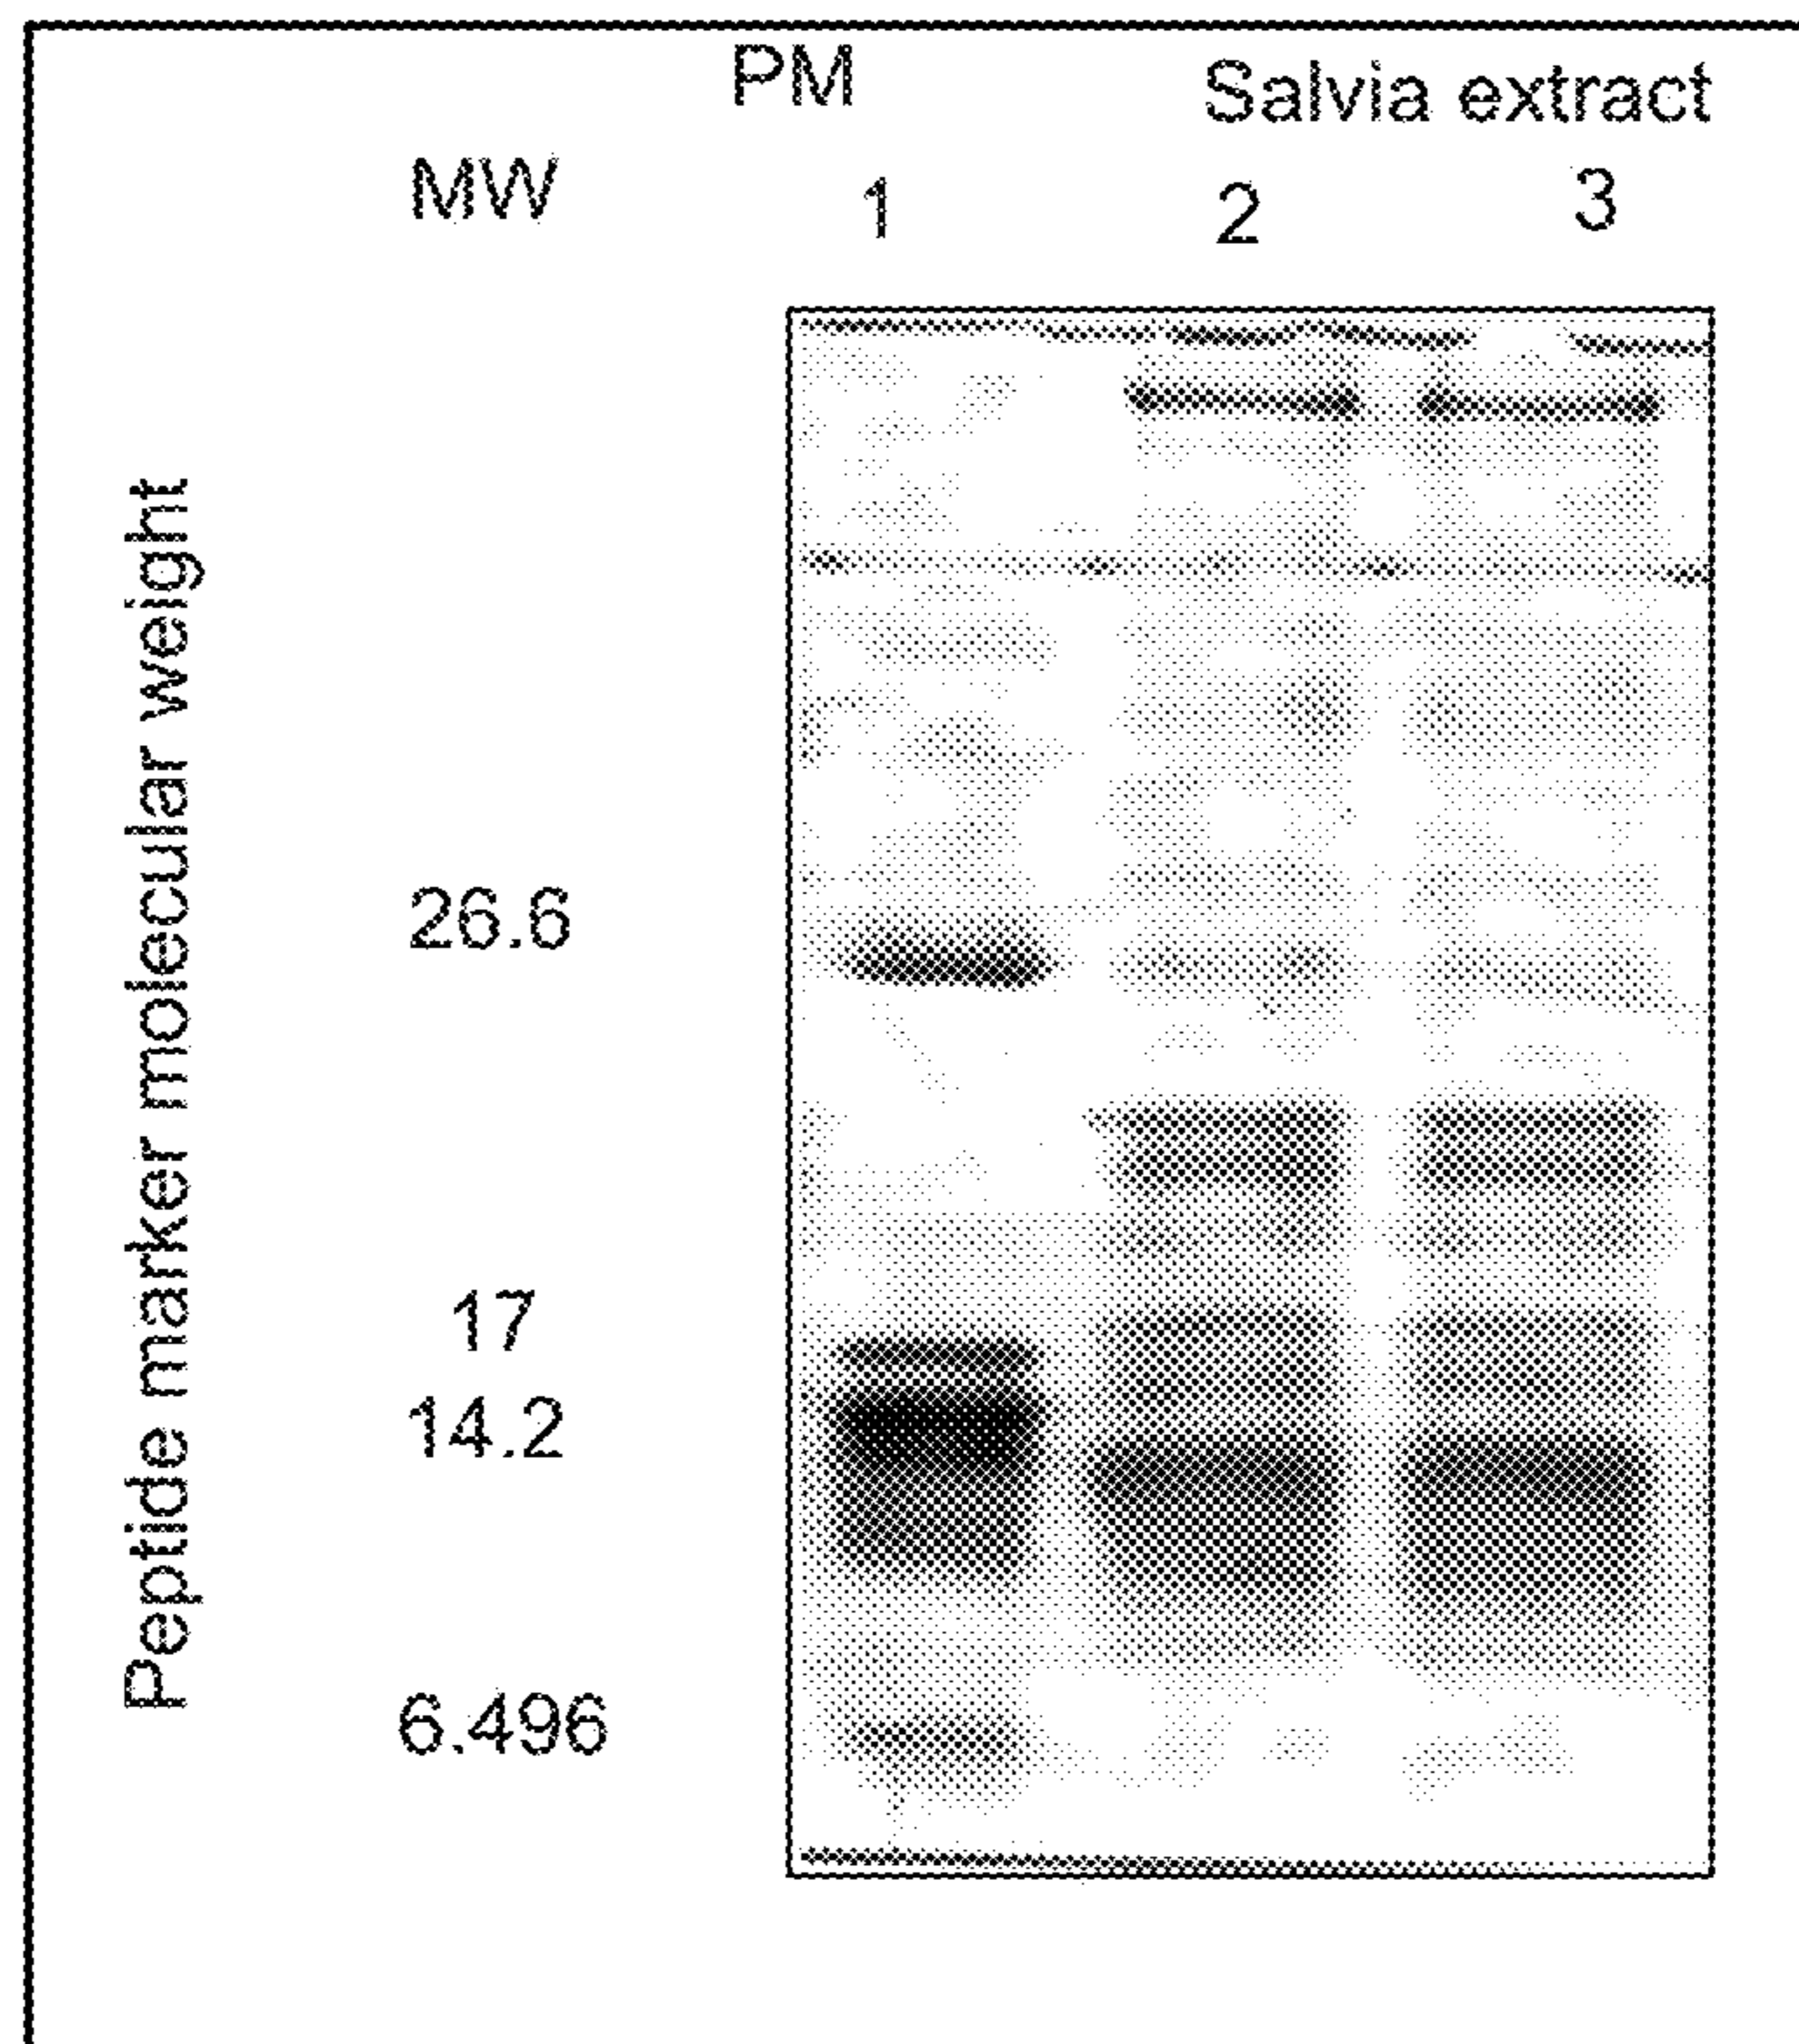 PM
Salvia extract
MW 1 2 3
Peptide marker molecular weight
26.6
17
14.2
6.496